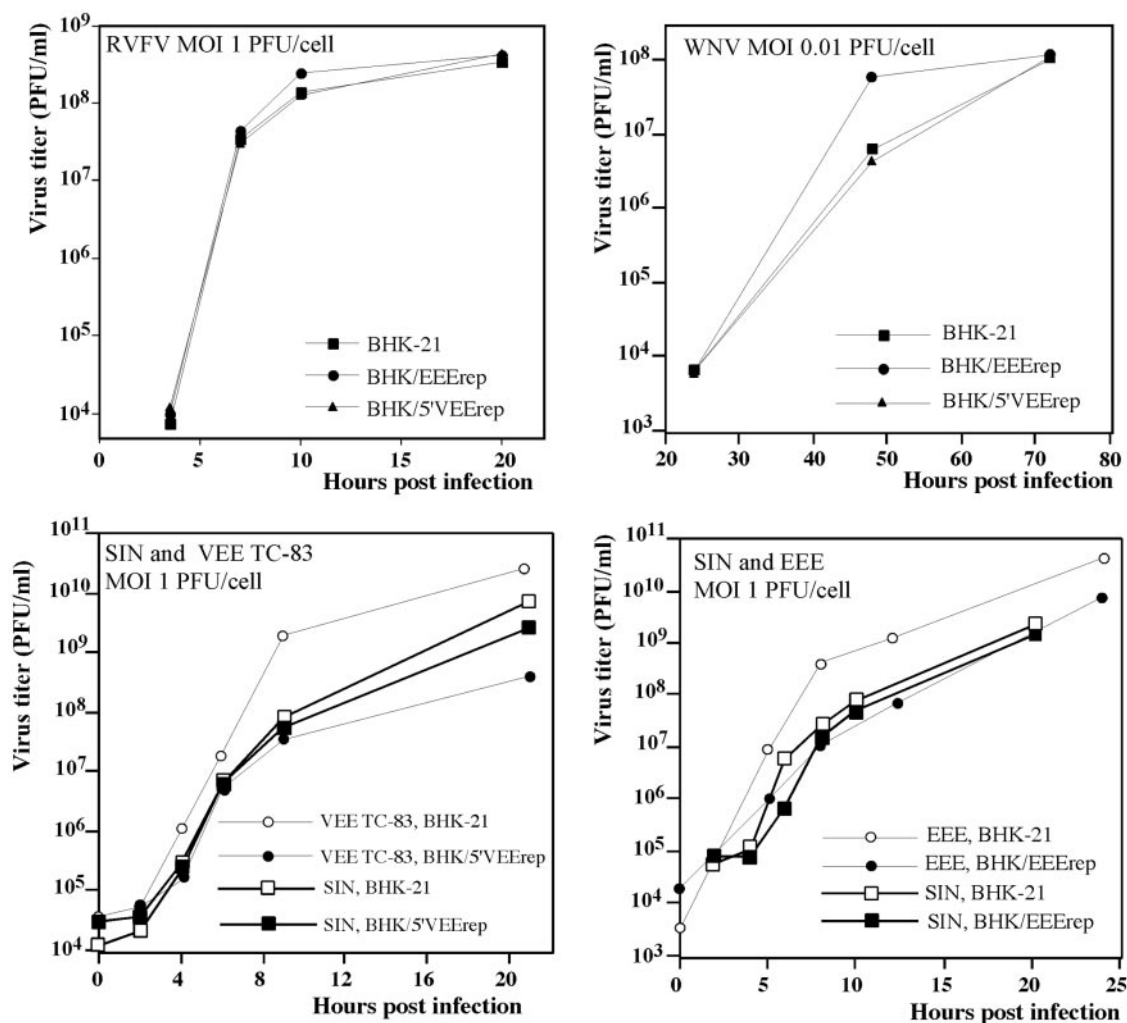 RVFV MOI 1 PFU/cell
Virus titer (PFU/ml)
10^9
10^8
10^7
10^6
10^5
10^4
BHK-21
BHK/EEErep
BHK/5'VEErep
0 5 10 15 20
Hours post infection
WNV MOI 0.01 PFU/cell
Virus titer (PFU/ml)
10^8
10^7
10^6
10^5
10^4
10^3
BHK-21
BHK/EEErep
BHK/5'VEErep
20 30 40 50 60 70 80
Hours post infection
SIN and VEE TC-83
MOI 1 PFU/cell
Virus titer (PFU/ml)
10^11
10^10
10^9
10^8
10^7
10^6
10^5
10^4
VEE TC-83, BHK-21
VEE TC-83, BHK/5'VEErep
SIN, BHK-21
SIN, BHK/5'VEErep
0 4 8 12 16 20
Hours post infection
SIN and EEE
MOI 1 PFU/cell
Virus titer (PFU/ml)
10^11
10^10
10^9
10^8
10^7
10^6
10^5
10^4
10^3
EEE, BHK-21
EEE, BHK/EEErep
SIN, BHK-21
SIN, BHK/EEErep
0 5 10 15 20 25
Hours post infection